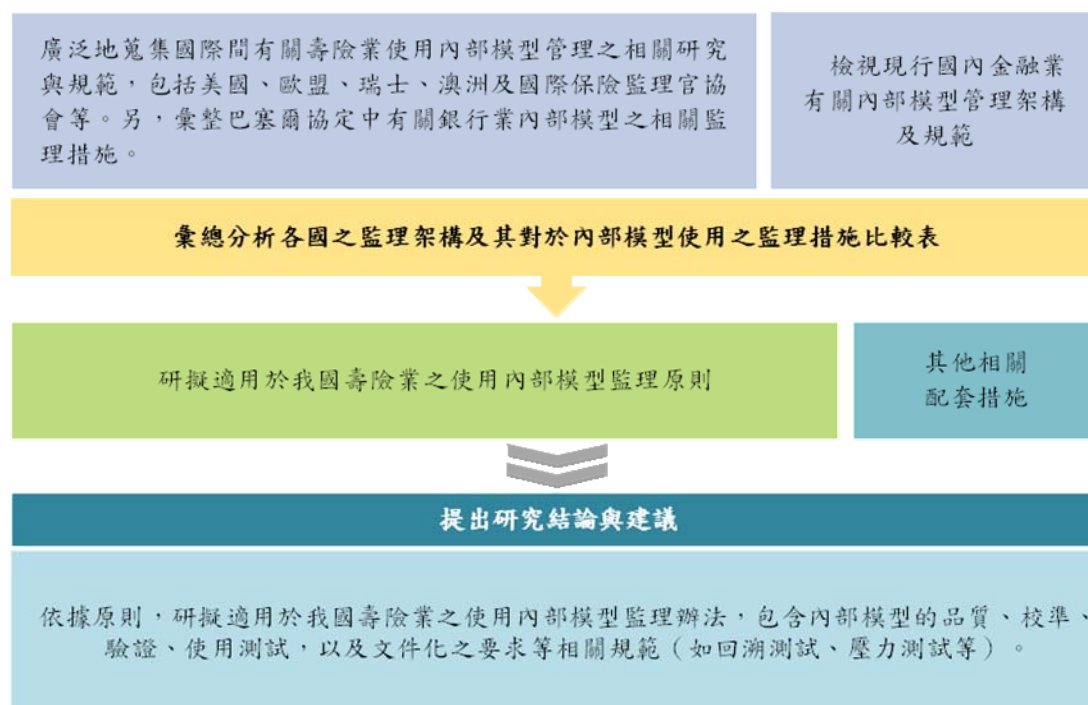 廣泛地蒐集國際間有關壽險業使用內部模型管理之相關研究
與規範，包括美國、歐盟、瑞士、澳洲及國際保險監理官協
會等。另，彙整巴塞爾協定中有關銀行業內部模型之相關監
理措施。
檢視現行國內金融業
有關內部模型管理架構
及規範
彙總分析各國之監理架構及其對於內部模型使用之監理措施比較表
研擬適用於我國壽險業之使用內部模型監理原則
其他相關
配套措施
提出研究結論與建議
依據原則，研擬適用於我國壽險業之使用內部模型監理辦法，包含內部模型的品質、校準、
驗證、使用測試，以及文件化之要求等相關規範（如回溯測試、壓力測試等）。